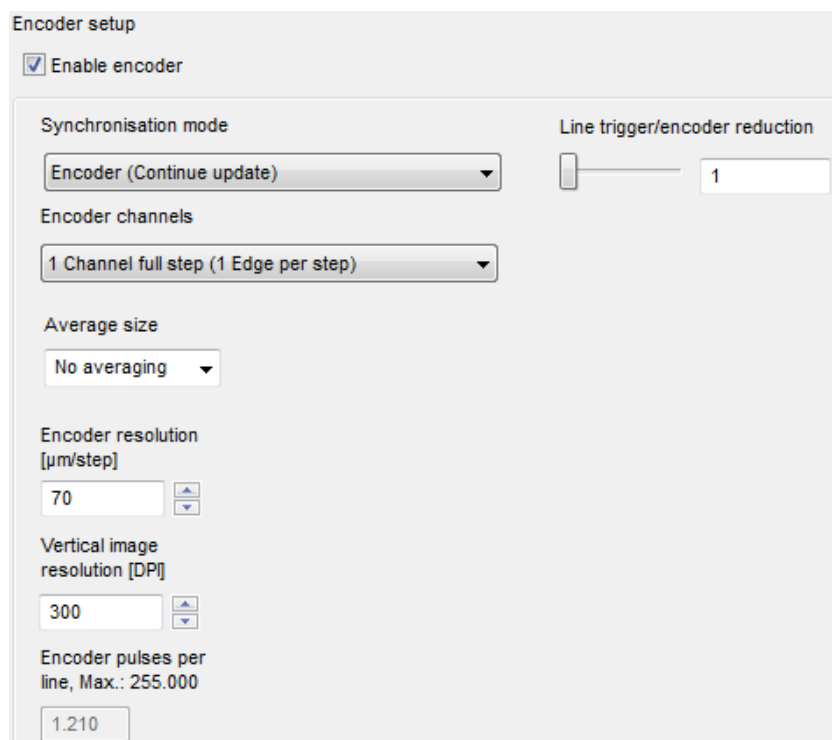 Encoder setup
Enable encoder
Synchronisation mode
Encoder (Continue update)
Line trigger/encoder reduction
1
Encoder channels
1 Channel full step (1 Edge per step)
Average size
No averaging
Encoder resolution
[µm/step]
70
Vertical image
resolution [DPI]
300
Encoder pulses per
line, Max.: 255.000
1.210